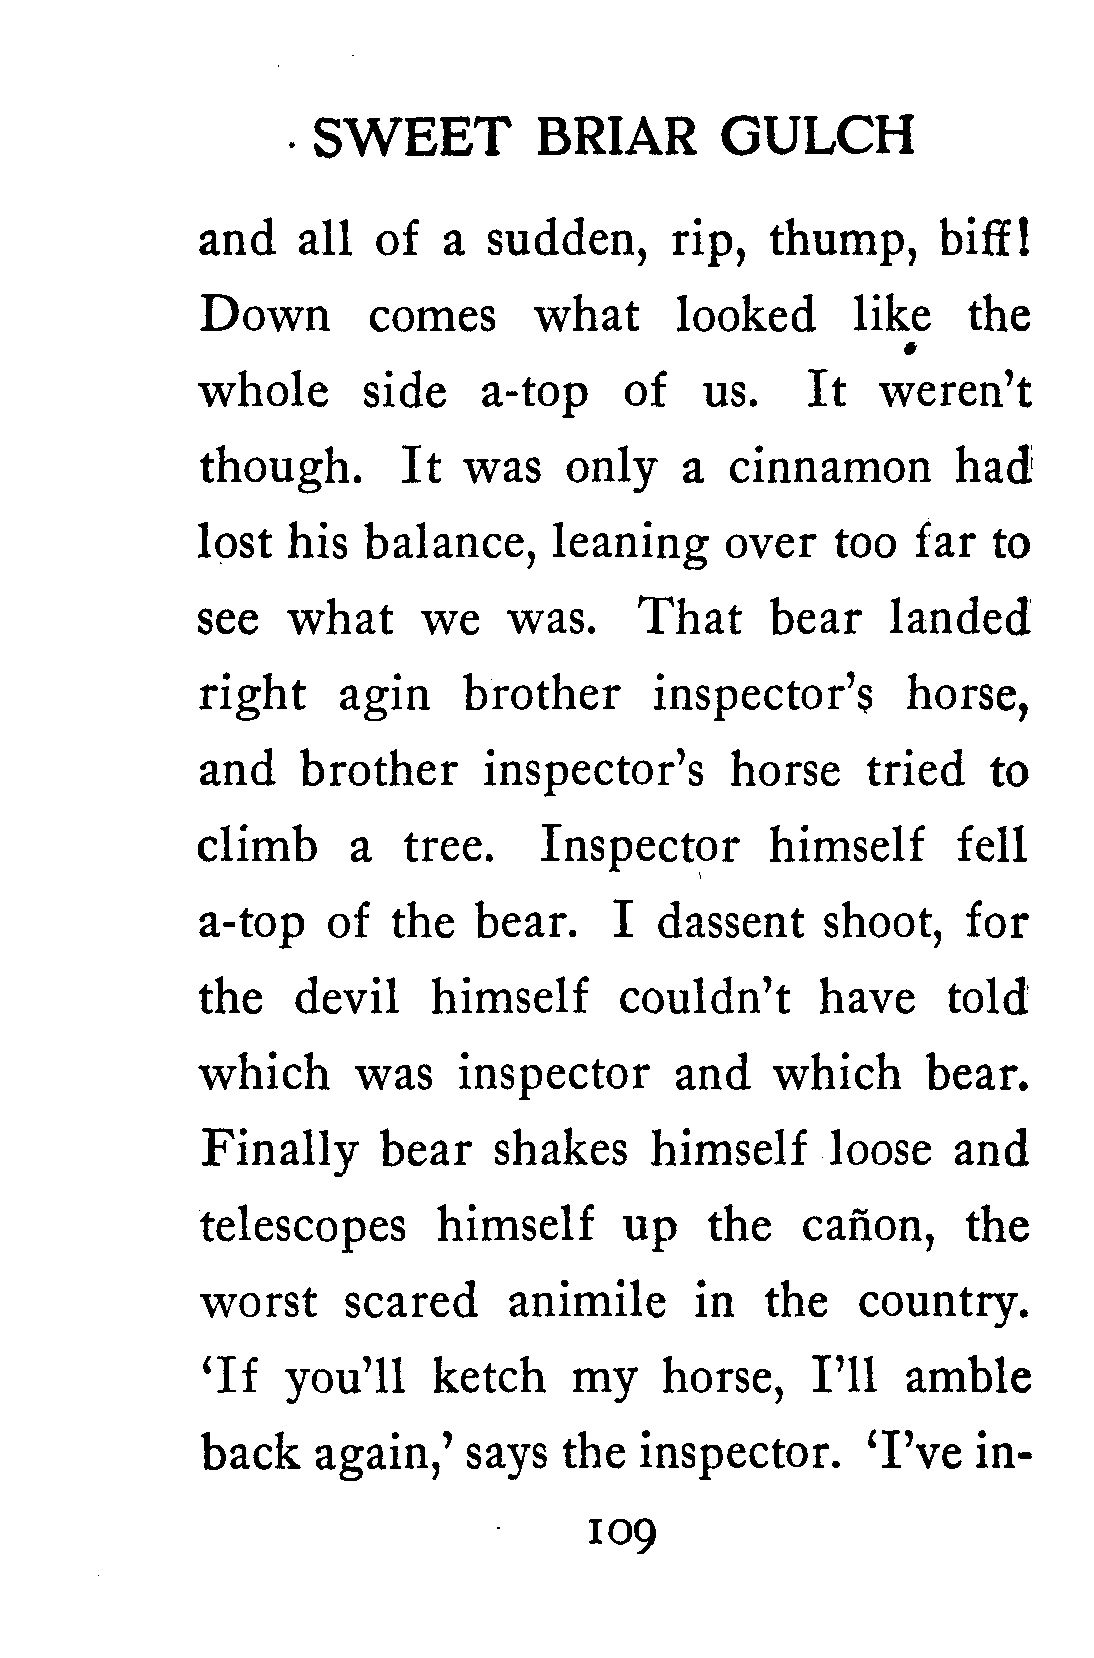 SWEET BRIAR GULCH
and all of a sudden, rip, thump, biff!
Down comes what looked like the
whole side a-top of us. It weren't
though. It was only a cinnamon had
lost his balance, leaning over too far to
see what we was. That bear landed
right agin brother inspector's horse,
and brother inspector's horse tried to
climb a tree. Inspector himself fell
a-top of the bear. I dassent shoot, for
the devil himself couldn't have told
which was inspector and which bear.
Finally bear shakes himself loose and
telescopes himself up the cañon, the
worst scared animile in the country.
‘If you'll ketch my horse, I'll amble
back again,’ says the inspector. ‘I've in-
109